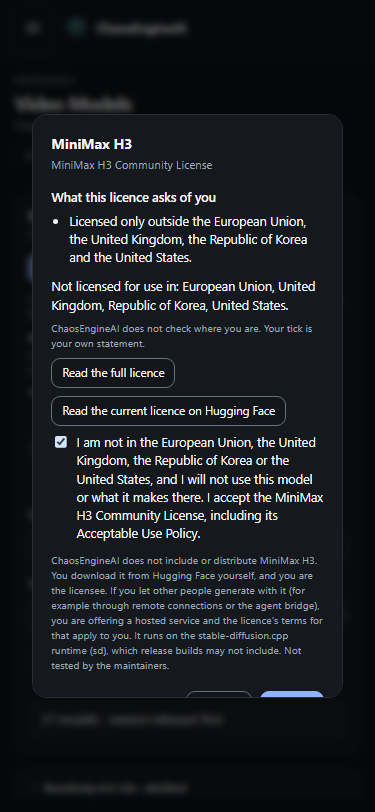 ChaosEngineAI
Video Models
MiniMax H3
MiniMax H3 Community License
What this licence asks of you
• Licensed only outside the European Union,
the United Kingdom, the Republic of Korea
and the United States.
Not licensed for use in: European Union, United
Kingdom, Republic of Korea, United States.
ChaosEngineAI does not check where you are. Your tick is
your own statement.
Read the full licence
Read the current licence on Hugging Face
I am not in the European Union, the United
Kingdom, the Republic of Korea or the
United States, and I will not use this model
or what it makes there. I accept the MiniMax
H3 Community License, including its
Acceptable Use Policy.
ChaosEngineAI does not include or distribute MiniMax H3.
You download it from Hugging Face yourself, and you are
the licensee. If you let other people generate with it (for
example through remote connections or the agent bridge),
you are offering a hosted service and the licence's terms for
that apply to you. It runs on the stable-diffusion.cpp
runtime (sd), which release builds may not include. Not
tested by the maintainers.